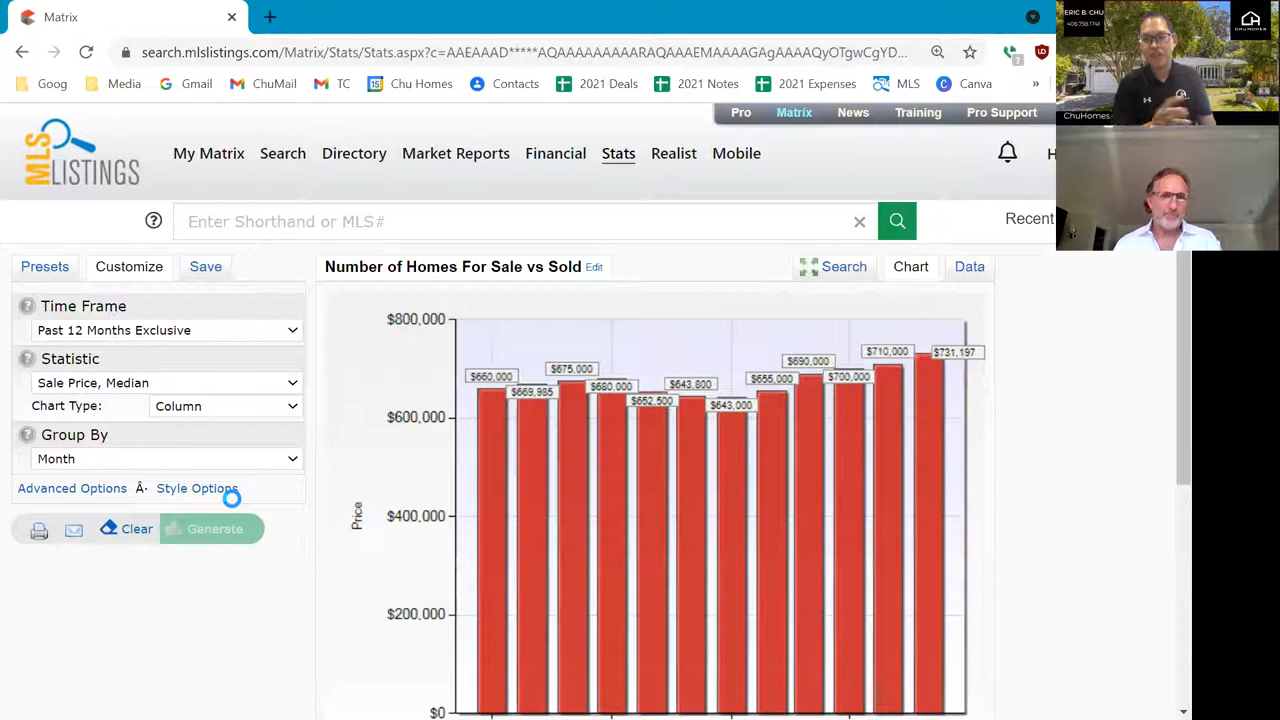 Matrix
search.mlslistings.com/Matrix/Stats/Stats.aspx?c=AAEAAAD*****AQAAAAAAAAARAQAAAEMAAAAGAgAAAAQyOTgwCgYD...
Goog
Media
Gmail
ChuMail
TC
Chu Homes
Contacts
2021 Deals
2021 Notes
2021 Expenses
MLS
Canva
»
ERIC B. CHU
408.758.1741
CHUHOMES
ChuHomes
Pro
Matrix
News
Training
Pro Support
MLS LISTINGS
My Matrix
Search
Directory
Market Reports
Financial
Stats
Realist
Mobile
H
Enter Shorthand or MLS#
Recent
Presets
Customize
Save
Number of Homes For Sale vs Sold Edit
Search
Chart
Data
Time Frame
Past 12 Months Exclusive
Statistic
Sale Price, Median
Chart Type: Column
Group By
Month
Advanced Options Â· Style Options
Clear
Generate
Price
$800,000
$600,000
$400,000
$200,000
$0
$660,000
$669,985
$675,000
$680,000
$652,500
$643,800
$643,000
$655,000
$690,000
$700,000
$710,000
$731,197